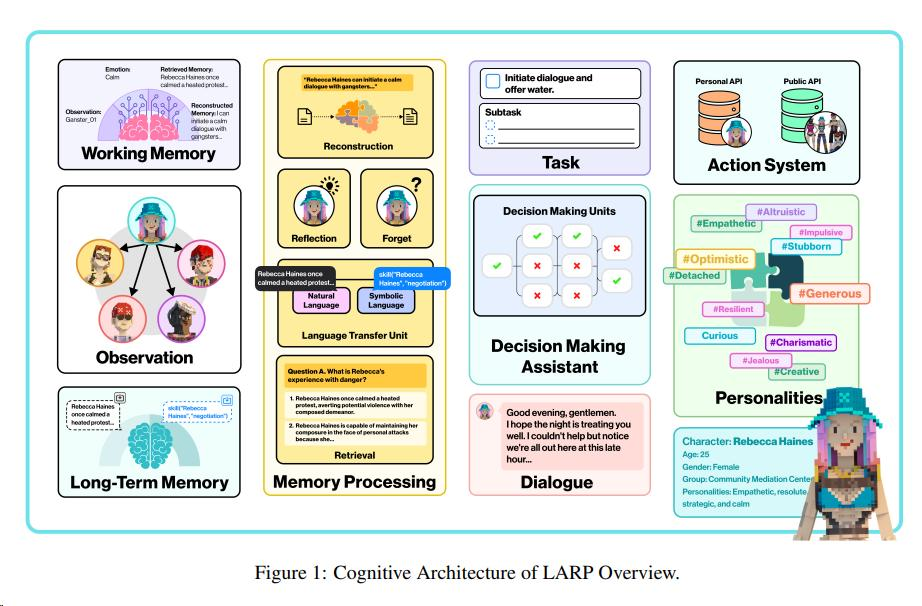 Emotion:
Calm
Retrieved Memory:
Rebecca Haines once
calmed a heated protest...
Observation:
Ganster_01
Reconstructed
Memory: I can
initiate a calm
dialogue with
gangsters...
Working Memory
Observation
Rebecca Haines
once calmed a
heated protest...
skill("Rebecca
Haines","negotiation")
Long-Term Memory
"Rebecca Haines can initiate a calm
dialogue with gangsters..."
Reconstruction
?
Reflection
Forget
Rebecca Haines once
calmed a heated protest...
skill("Rebecca
Haines","negotiation")
Natural
Language
Symbolic
Language
Language Transfer Unit
Question A. What is Rebecca's
experience with danger?
1. Rebecca Haines once calmed a heated
protest, averting potential violence with her
composed demeanor.
2. Rebecca Haines is capable of maintaining her
composure in the face of personal attacks
because she...
Retrieval
Memory Processing
Initiate dialogue and
offer water.
Subtask
Task
Decision Making Units
Decision Making
Assistant
Good evening, gentlemen.
I hope the night is treating you
well. I couldn't help but notice
we're all out here at this late
hour...
Dialogue
Personal API
Public API
Action System
#Altruistic
#Empathetic
#Impulsive
#Stubborn
#Optimistic
#Detached
#Generous
#Resilient
Curious
#Charismatic
#Jealous
#Creative
Personalities
Character: Rebecca Haines
Age: 25
Gender: Female
Group: Community Mediation Center
Personalities: Empathetic, resolute,
strategic, and calm
Figure 1: Cognitive Architecture of LARP Overview.